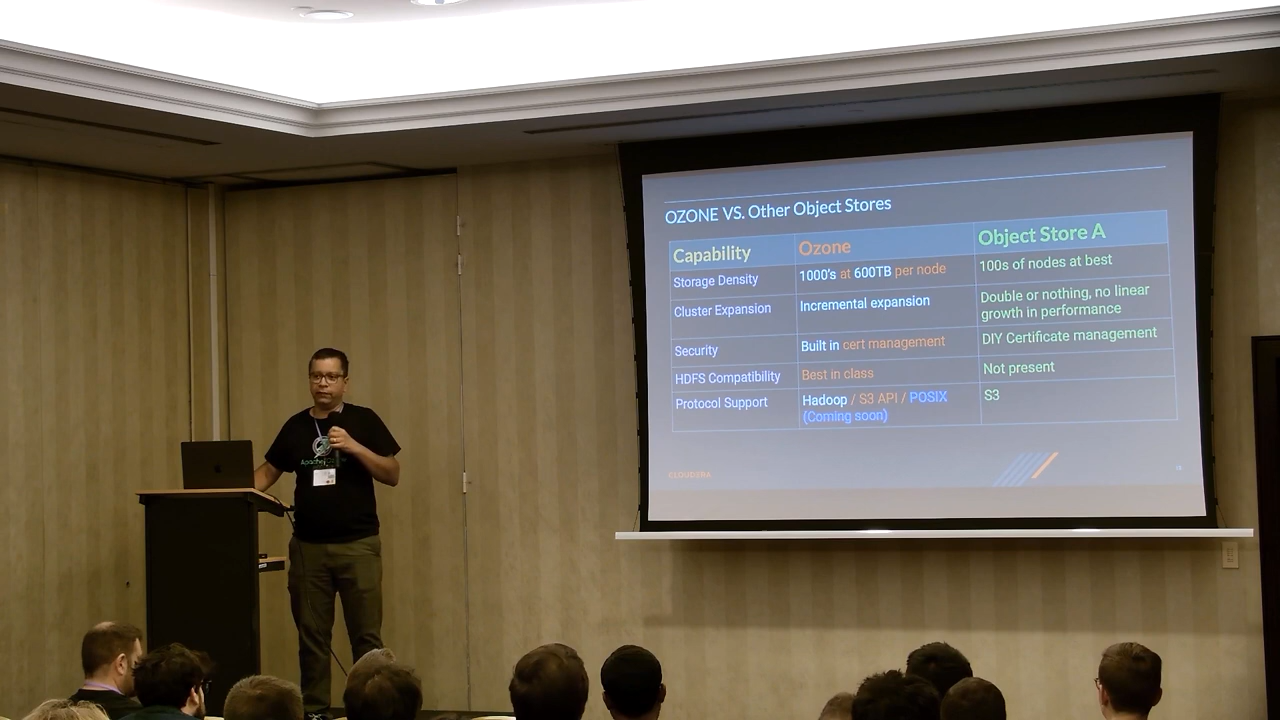 OZONE VS. Other Object Stores
Capability Ozone Object Store A
Storage Density 1000's at 600TB per node 100s of nodes at best
Cluster Expansion Incremental expansion Double or nothing, no linear
growth in performance
Security Built in cert management DIY Certificate management
HDFS Compatibility Best in class Not present
Protocol Support Hadoop / S3 API / POSIX S3
(Coming soon)
CLOUDERA
Apache